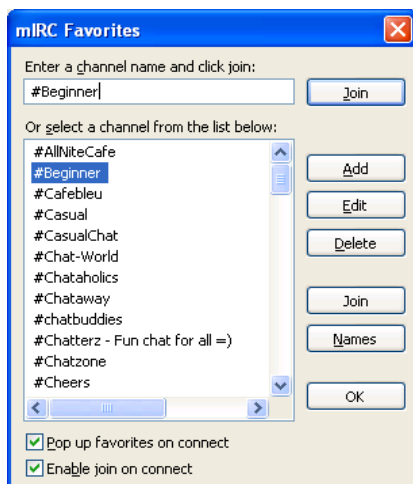 mIRC Favorites
Enter a channel name and click join:
#Beginner
Join
Or select a channel from the list below:
#AllNiteCafe
#Beginner
#Cafebleu
#Casual
#CasualChat
#Chat-World
#Chataholics
#Chataway
#chatbuddies
#Chatterz - Fun chat for all =)
#Chatzone
#Cheers
Add
Edit
Delete
Join
Names
OK
Pop up favorites on connect
Enable join on connect